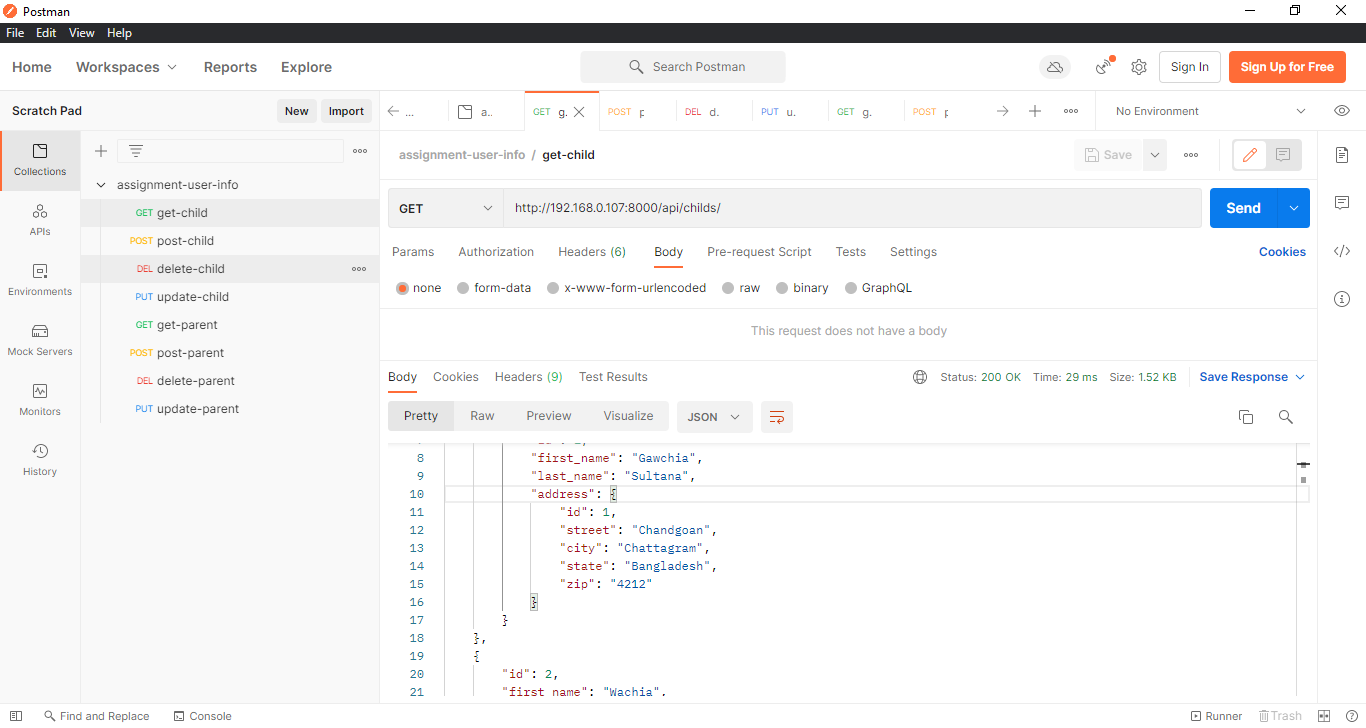 Postman
File Edit View Help
Home Workspaces Reports Explore Search Postman Sign In Sign Up for Free
Scratch Pad New Import ... a.. GET g. POST p DEL d. PUT u. GET g. POST p No Environment
Collections
APIs
Environments
Mock Servers
Monitors
History
assignment-user-info
GET get-child
POST post-child
DEL delete-child
PUT update-child
GET get-parent
POST post-parent
DEL delete-parent
PUT update-parent
assignment-user-info / get-child Save
GET http://192.168.0.107:8000/api/childs/ Send
Params Authorization Headers (6) Body Pre-request Script Tests Settings Cookies
none form-data x-www-form-urlencoded raw binary GraphQL
This request does not have a body
Body Cookies Headers (9) Test Results Status: 200 OK Time: 29 ms Size: 1.52 KB Save Response
Pretty Raw Preview Visualize JSON
8 "first_name": "Gawchia",
9 "last_name": "Sultana",
10 "address": {
11 "id": 1,
12 "street": "Chandgoan",
13 "city": "Chattagram",
14 "state": "Bangladesh",
15 "zip": "4212"
16 }
17 }
18 },
19 {
20 "id": 2,
21 "first_name": "Wachia",
Find and Replace Console Runner Trash